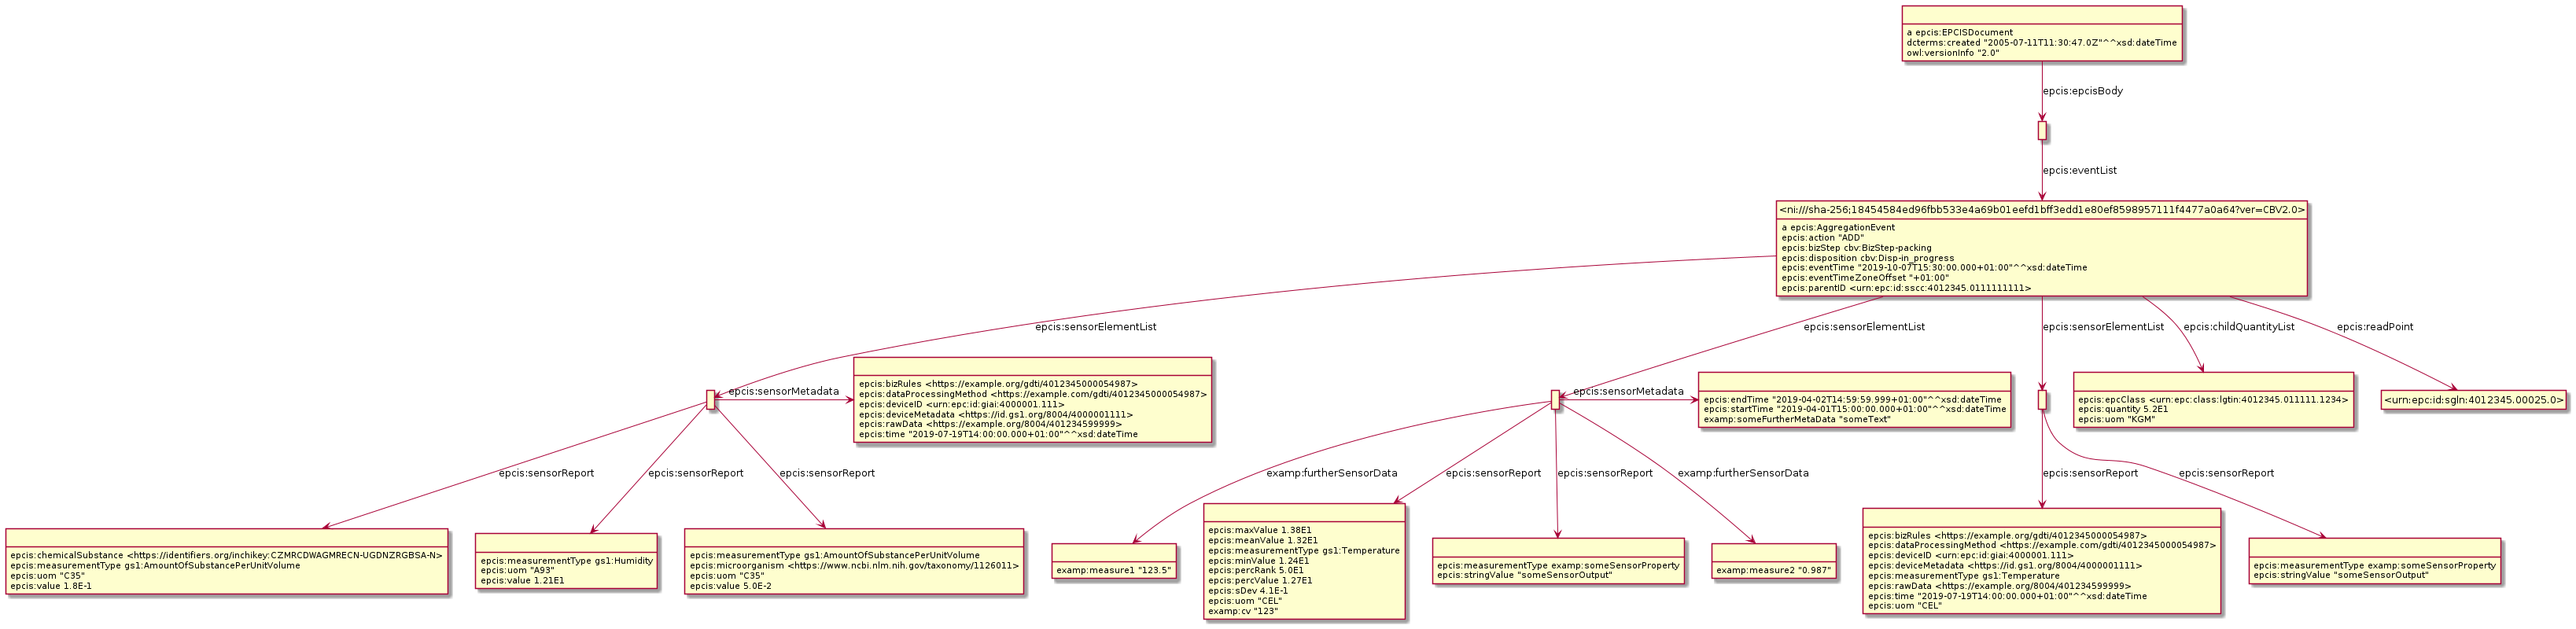 a epcis:EPCISDocument
dcterms:created "2005-07-11T11:30:47.0Z"^^xsd:dateTime
owl:versionInfo "2.0"
epcis:epcisBody
epcis:eventList
<ni:///sha-256;18454584ed96fbb533e4a69b01eefd1bff3edd1e80ef8598957111f4477a0a64?ver=CBV2.0>
a epcis:AggregationEvent
epcis:action "ADD"
epcis:bizStep cbv:BizStep-packing
epcis:disposition cbv:Disp-in_progress
epcis:eventTime "2019-10-07T15:30:00.000+01:00"^^xsd:dateTime
epcis:eventTimeZoneOffset "+01:00"
epcis:parentID <urn:epc:id:sscc:4012345.0111111111>
epcis:sensorElementList
epcis:sensorElementList
epcis:sensorElementList
epcis:childQuantityList
epcis:readPoint
epcis:sensorMetadata
epcis:bizRules <https://example.org/gdti/4012345000054987>
epcis:dataProcessingMethod <https://example.com/gdti/4012345000054987>
epcis:deviceID <urn:epc:id:giai:4000001.111>
epcis:deviceMetadata <https://id.gs1.org/8004/4000001111>
epcis:rawData <https://example.org/8004/401234599999>
epcis:time "2019-07-19T14:00:00.000+01:00"^^xsd:dateTime
epcis:sensorMetadata
epcis:endTime "2019-04-02T14:59:59.999+01:00"^^xsd:dateTime
epcis:startTime "2019-04-01T15:00:00.000+01:00"^^xsd:dateTime
examp:someFurtherMetaData "someText"
epcis:epcClass <urn:epc:class:lgtin:4012345.011111.1234>
epcis:quantity 5.2E1
epcis:uom "KGM"
<urn:epc:id:sgln:4012345.00025.0>
epcis:sensorReport
epcis:sensorReport
epcis:sensorReport
examp:furtherSensorData
epcis:sensorReport
epcis:sensorReport
examp:furtherSensorData
epcis:sensorReport
epcis:sensorReport
epcis:chemicalSubstance <https://identifiers.org/inchikey:CZMRCDWAGMRECN-UGDNZRGBSA-N>
epcis:measurementType gs1:AmountOfSubstancePerUnitVolume
epcis:uom "C35"
epcis:value 1.8E-1
epcis:measurementType gs1:Humidity
epcis:uom "A93"
epcis:value 1.21E1
epcis:measurementType gs1:AmountOfSubstancePerUnitVolume
epcis:microorganism <https://www.ncbi.nlm.nih.gov/taxonomy/1126011>
epcis:uom "C35"
epcis:value 5.0E-2
examp:measure1 "123.5"
epcis:maxValue 1.38E1
epcis:meanValue 1.32E1
epcis:measurementType gs1:Temperature
epcis:minValue 1.24E1
epcis:percRank 5.0E1
epcis:percValue 1.27E1
epcis:sDev 4.1E-1
epcis:uom "CEL"
examp:cv "123"
epcis:measurementType examp:someSensorProperty
epcis:stringValue "someSensorOutput"
examp:measure2 "0.987"
epcis:bizRules <https://example.org/gdti/4012345000054987>
epcis:dataProcessingMethod <https://example.com/gdti/4012345000054987>
epcis:deviceID <urn:epc:id:giai:4000001.111>
epcis:deviceMetadata <https://id.gs1.org/8004/4000001111>
epcis:measurementType gs1:Temperature
epcis:rawData <https://example.org/8004/401234599999>
epcis:time "2019-07-19T14:00:00.000+01:00"^^xsd:dateTime
epcis:uom "CEL"
epcis:measurementType examp:someSensorProperty
epcis:stringValue "someSensorOutput"